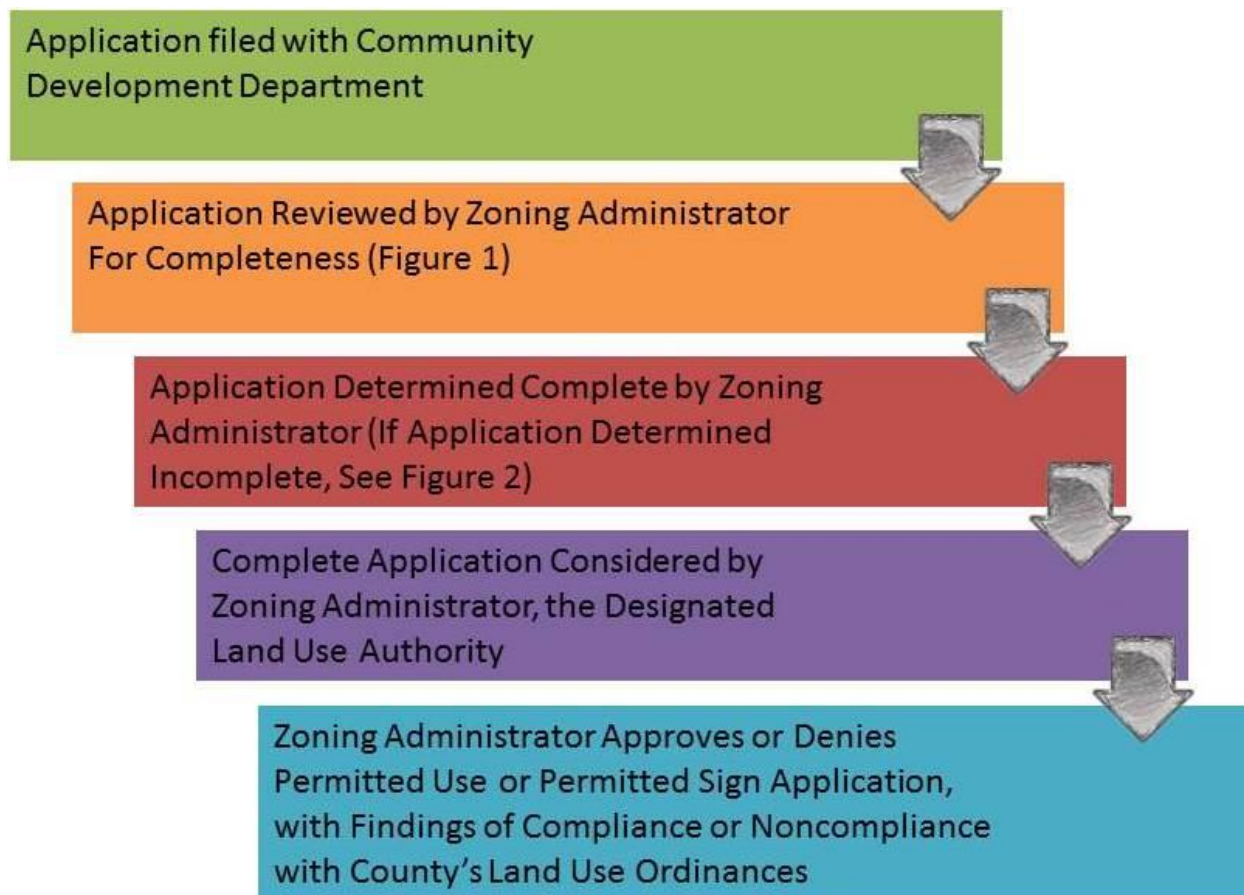 Application filed with Community
Development Department
Application Reviewed by Zoning Administrator
For Completeness (Figure 1)
Application Determined Complete by Zoning
Administrator (If Application Determined
Incomplete, See Figure 2)
Complete Application Considered by
Zoning Administrator, the Designated
Land Use Authority
Zoning Administrator Approves or Denies
Permitted Use or Permitted Sign Application,
with Findings of Compliance or Noncompliance
with County's Land Use Ordinances